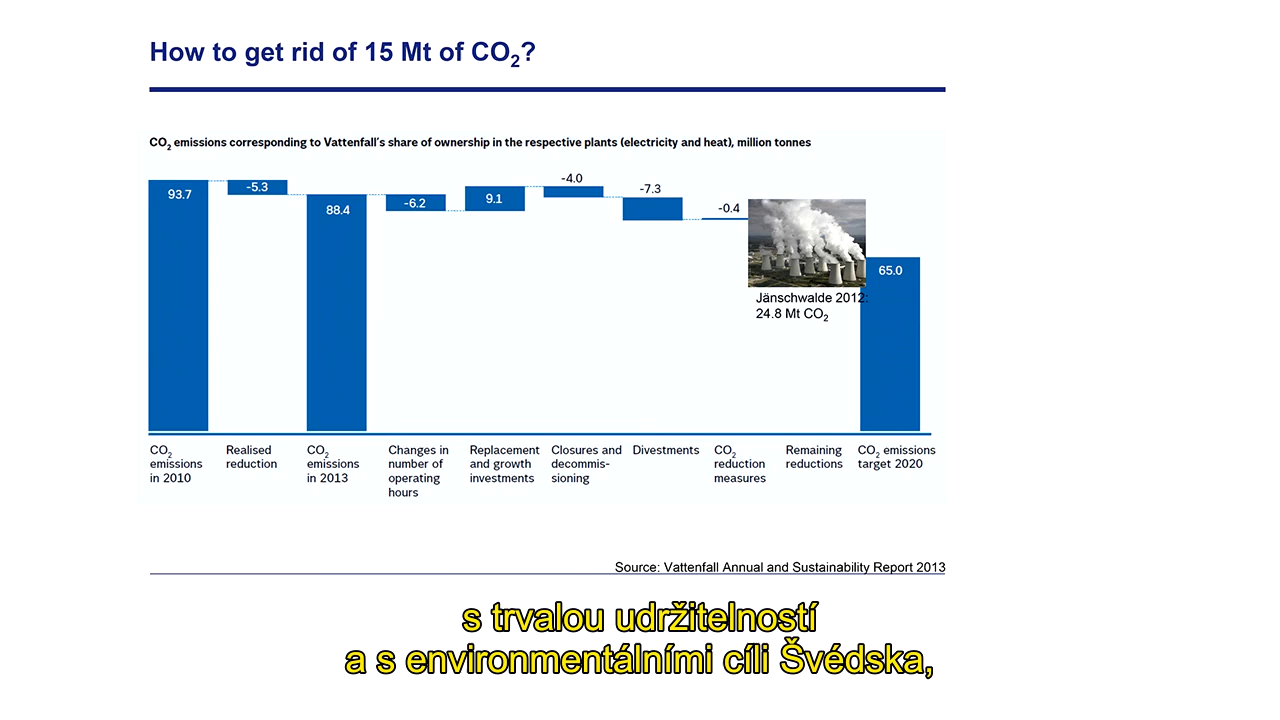 How to get rid of 15 Mt of CO₂?
CO₂ emissions corresponding to Vattenfall's share of ownership in the respective plants (electricity and heat), million tonnes
93.7
-5.3
88.4
-6.2
9.1
-4.0
-7.3
-0.4
65.0
Jänschwalde 2012:
24.8 Mt CO₂
CO₂
emissions
in 2010
Realised
reduction
CO₂
emissions
in 2013
Changes in
number of
operating
hours
Replacement
and growth
investments
Closures and
decommis-
sioning
Divestments
CO₂
reduction
measures
Remaining
reductions
CO₂ emissions
target 2020
Source: Vattenfall Annual and Sustainability Report 2013
s trvalou udržitelností
a s environmentálními cíli Švédska,